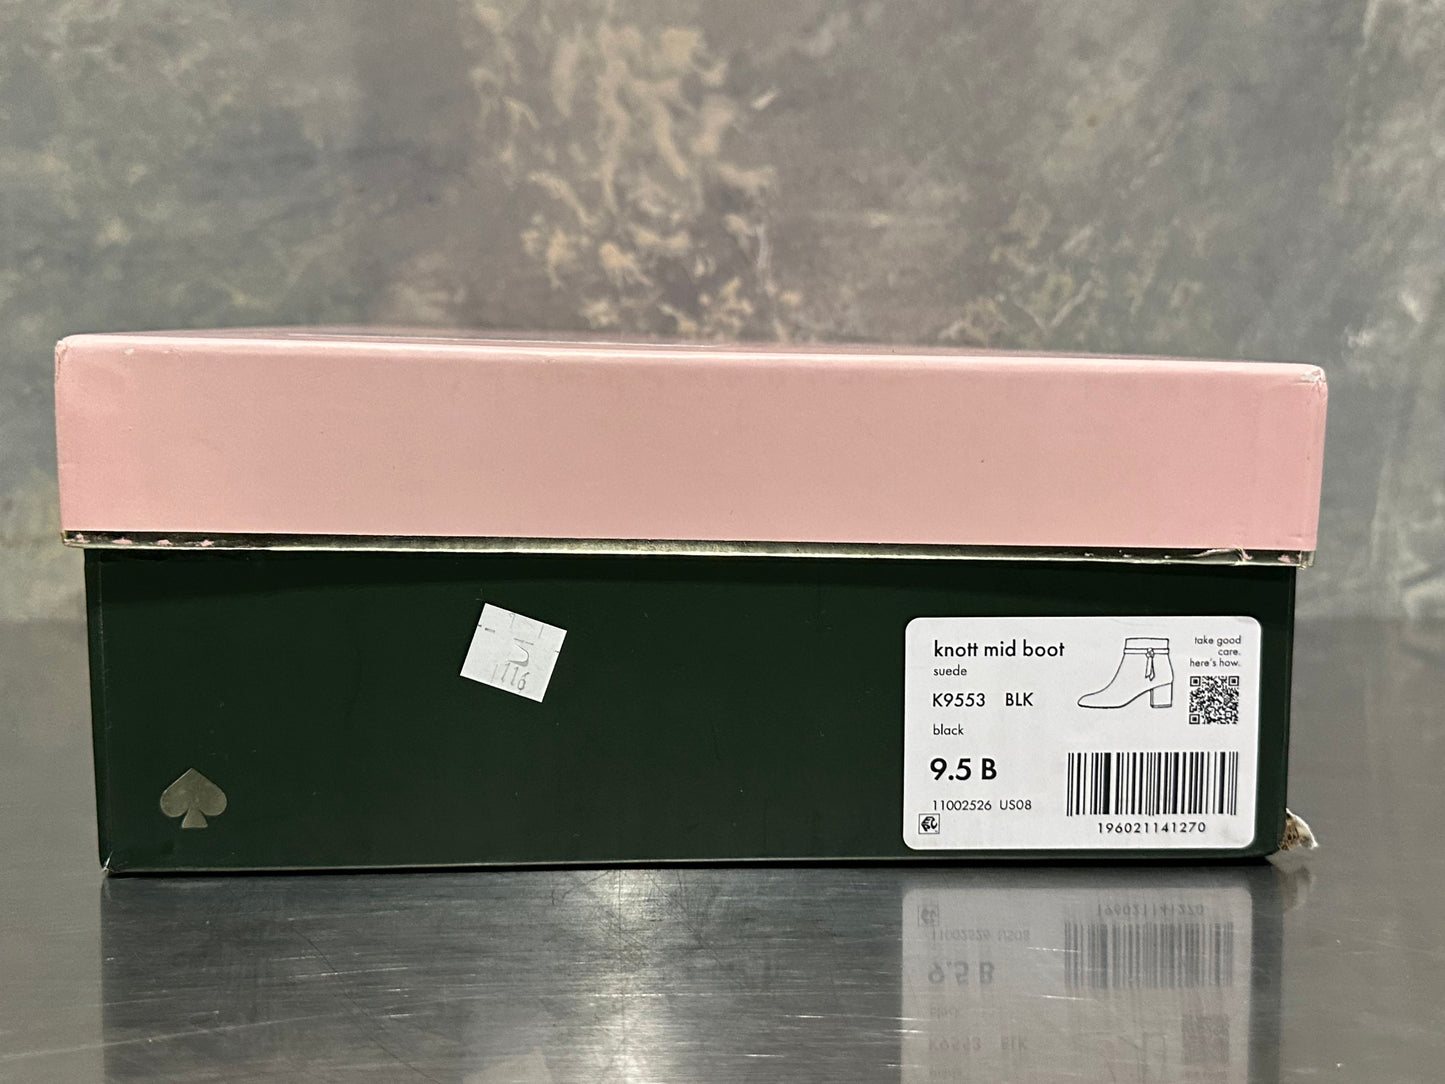 1116
knott mid boot
suede
K9553 BLK
black
9.5 B
11002526 US08
take good
care.
here's how.
196021141270